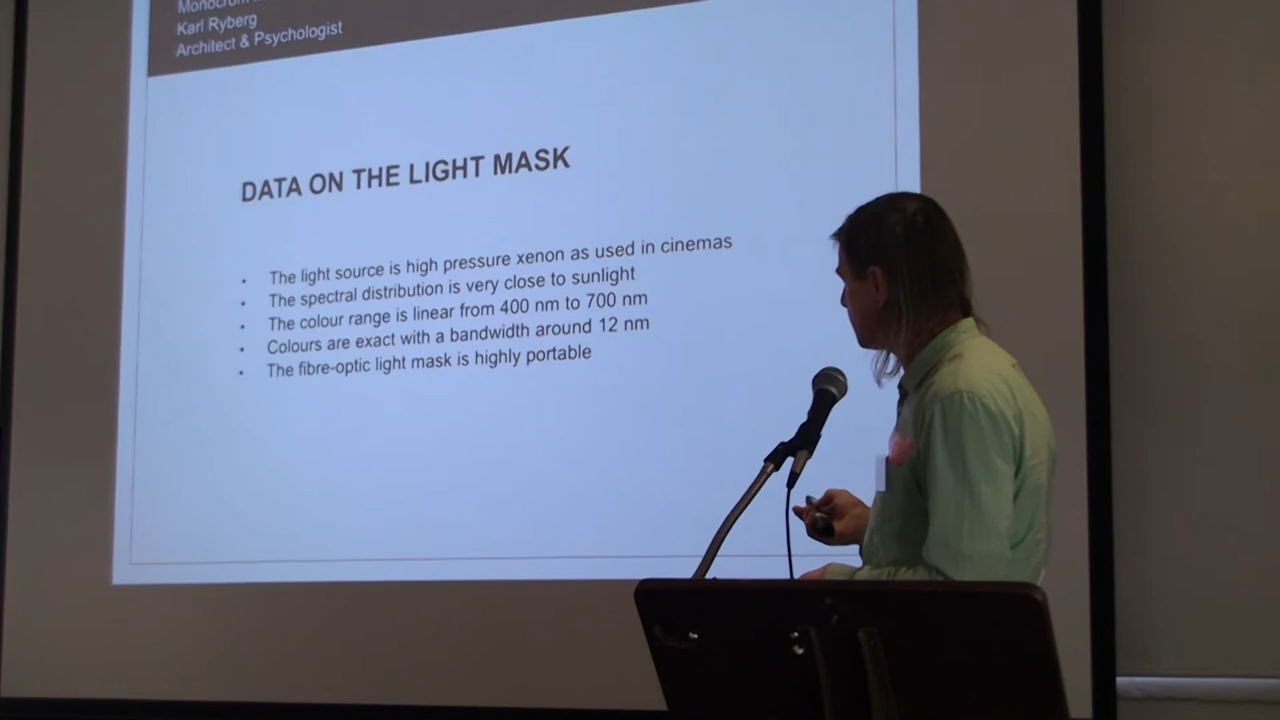 Karl Ryberg
Architect & Psychologist
DATA ON THE LIGHT MASK
• The light source is high pressure xenon as used in cinemas
• The spectral distribution is very close to sunlight
• The colour range is linear from 400 nm to 700 nm
• Colours are exact with a bandwidth around 12 nm
• The fibre-optic light mask is highly portable